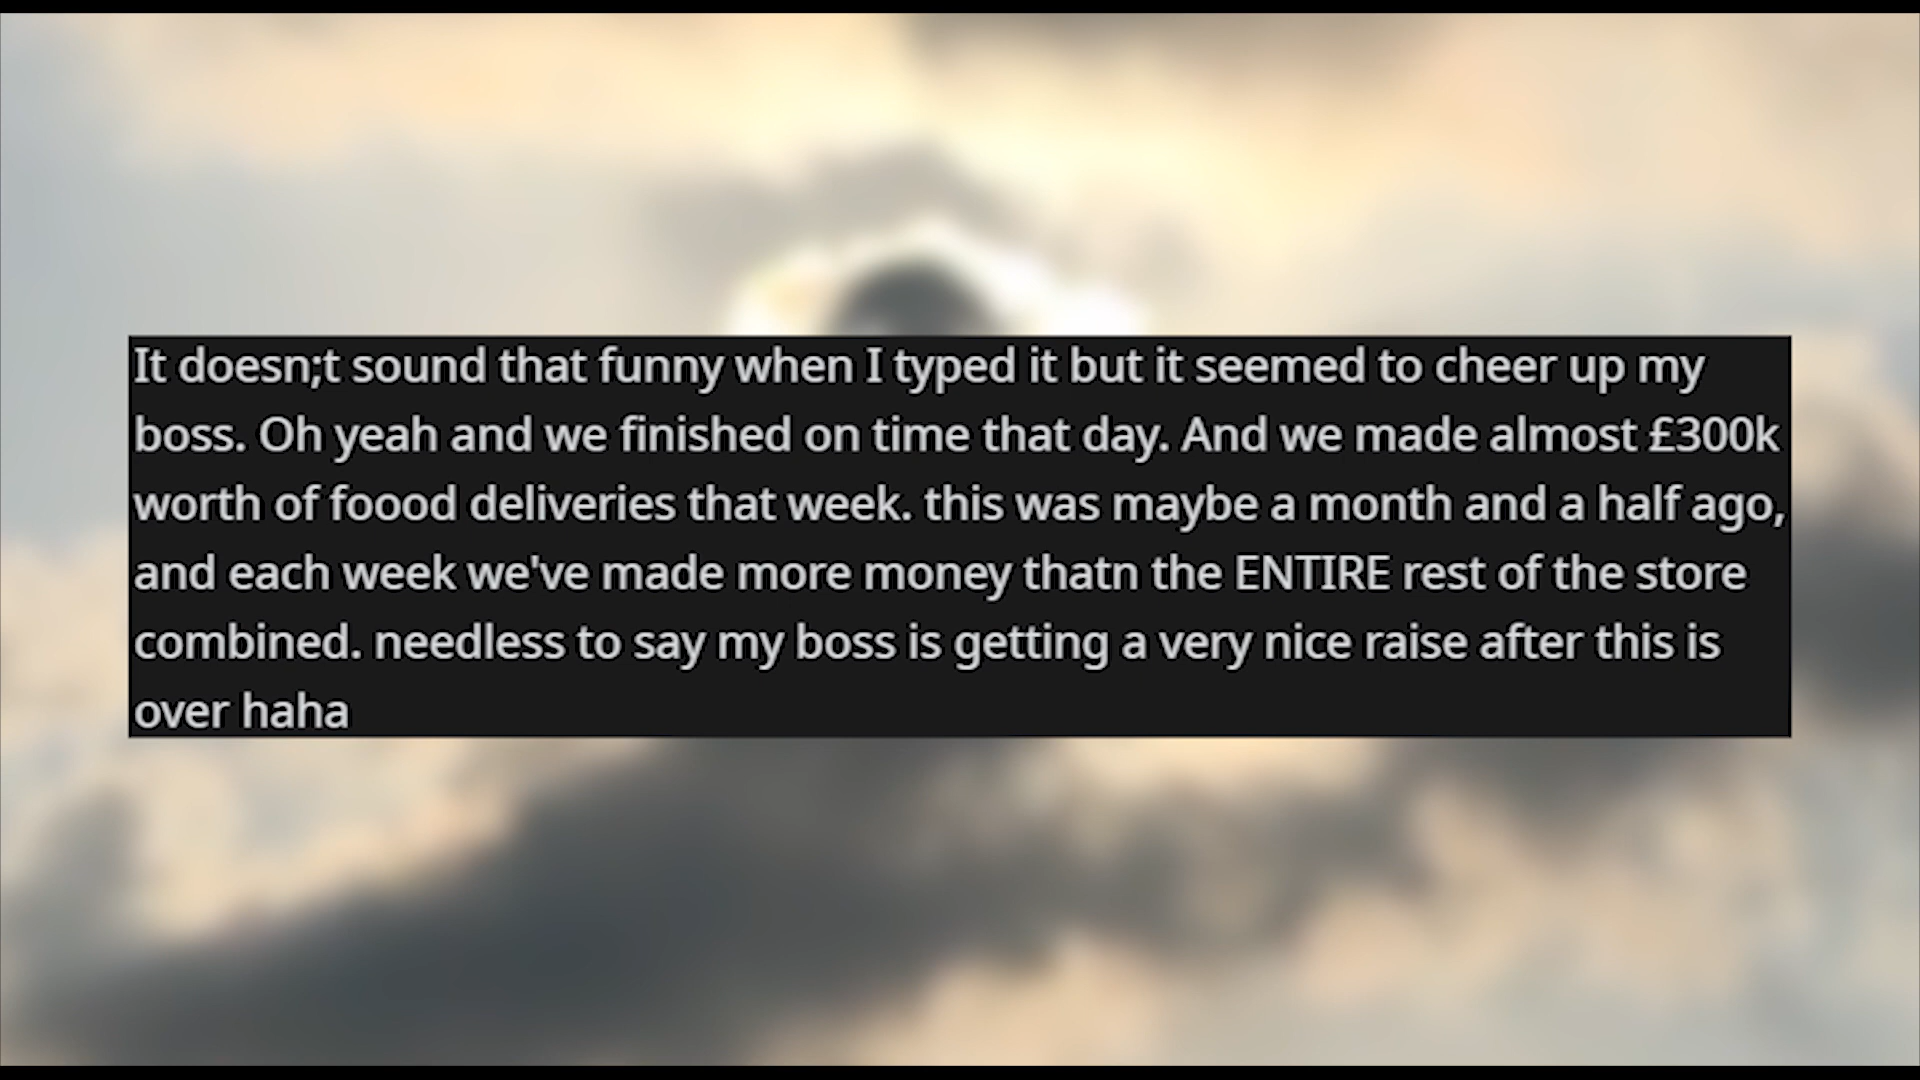 It doesn;t sound that funny when I typed it but it seemed to cheer up my
boss. Oh yeah and we finished on time that day. And we made almost £300k
worth of foood deliveries that week. this was maybe a month and a half ago,
and each week we've made more money thatn the ENTIRE rest of the store
combined. needless to say my boss is getting a very nice raise after this is
over haha